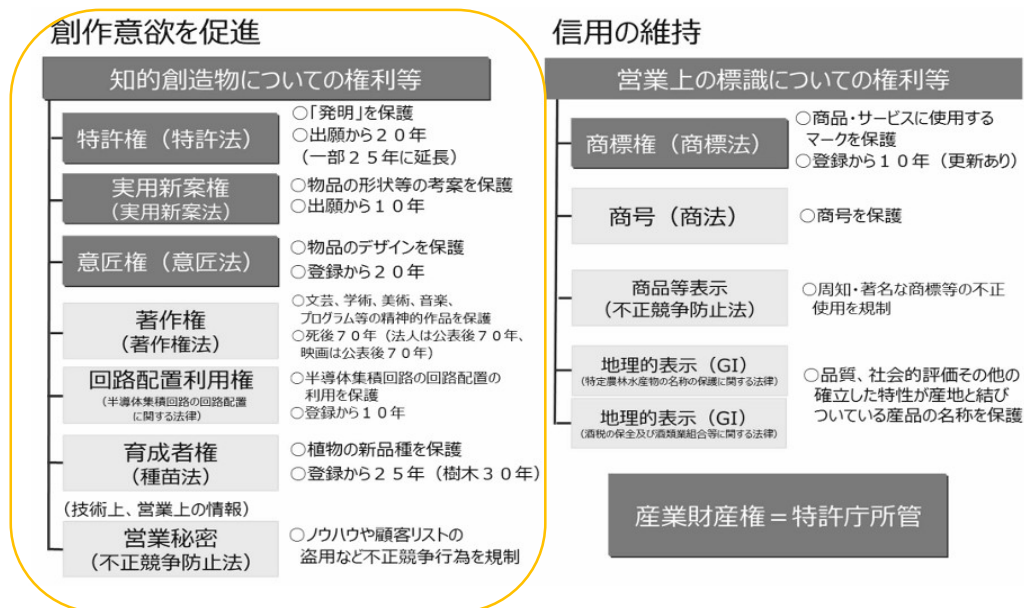 創作意欲を促進
知的創造物についての権利等
特許権（特許法）
○「発明」を保護
○出願から２０年
（一部２５年に延長）
実用新案権
（実用新案法）
○物品の形状等の考案を保護
○出願から１０年
意匠権（意匠法）
○物品のデザインを保護
○登録から２０年
著作権
（著作権法）
○文芸、学術、美術、音楽、
プログラム等の精神的作品を保護
○死後７０年（法人は公表後７０年、
映画は公表後７０年）
回路配置利用権
（半導体集積回路の回路配置
に関する法律）
○半導体集積回路の回路配置の
利用を保護
○登録から１０年
育成者権
（種苗法）
○植物の新品種を保護
○登録から２５年（樹木３０年）
（技術上、営業上の情報）
営業秘密
（不正競争防止法）
○ノウハウや顧客リストの
盗用など不正競争行為を規制
信用の維持
営業上の標識についての権利等
商標権（商標法）
○商品・サービスに使用する
マークを保護
○登録から１０年（更新あり）
商号（商法）
○商号を保護
商品等表示
（不正競争防止法）
○周知・著名な商標等の不正
使用を規制
地理的表示（GI）
（特定農林水産物の名称の保護に関する法律）
地理的表示（GI）
（酒税の保全及び酒類業組合等に関する法律）
○品質、社会的評価その他の
確立した特性が産地と結び
ついている産品の名称を保護
産業財産権＝特許庁所管